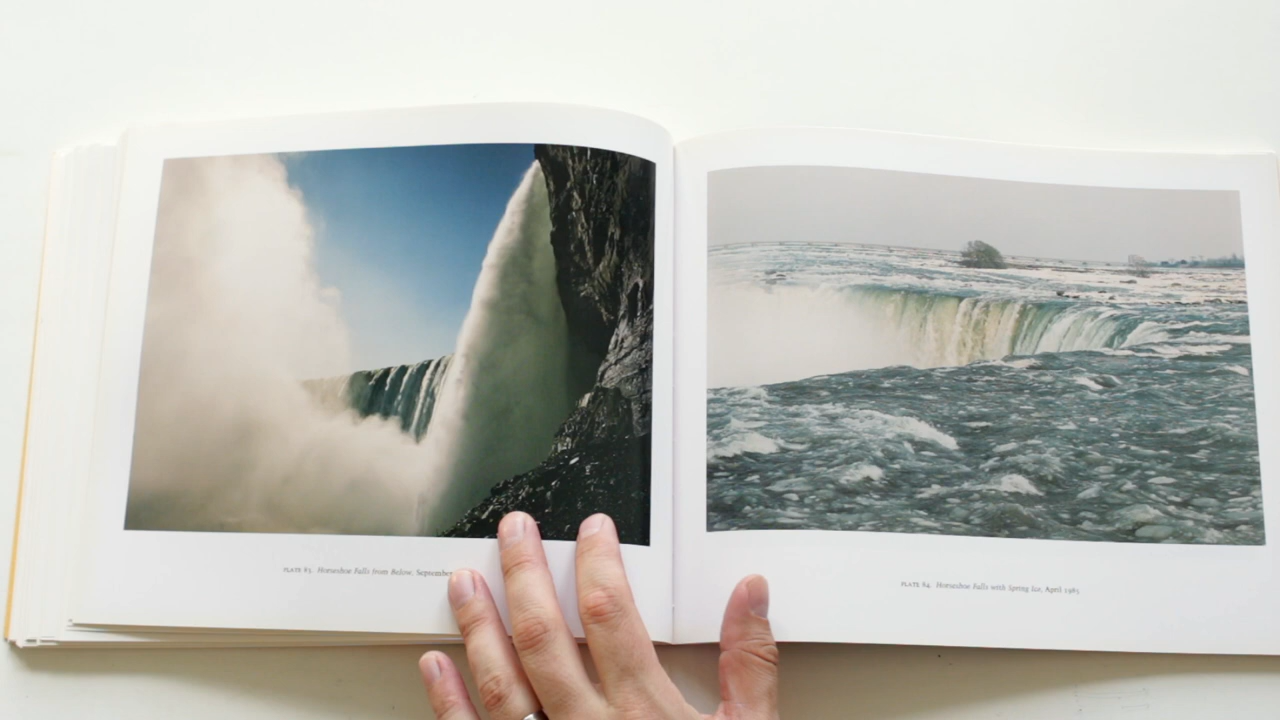 PLATE 83. Horseshoe Falls from Below, September
PLATE 84. Horseshoe Falls with Spring Ice, April 1985